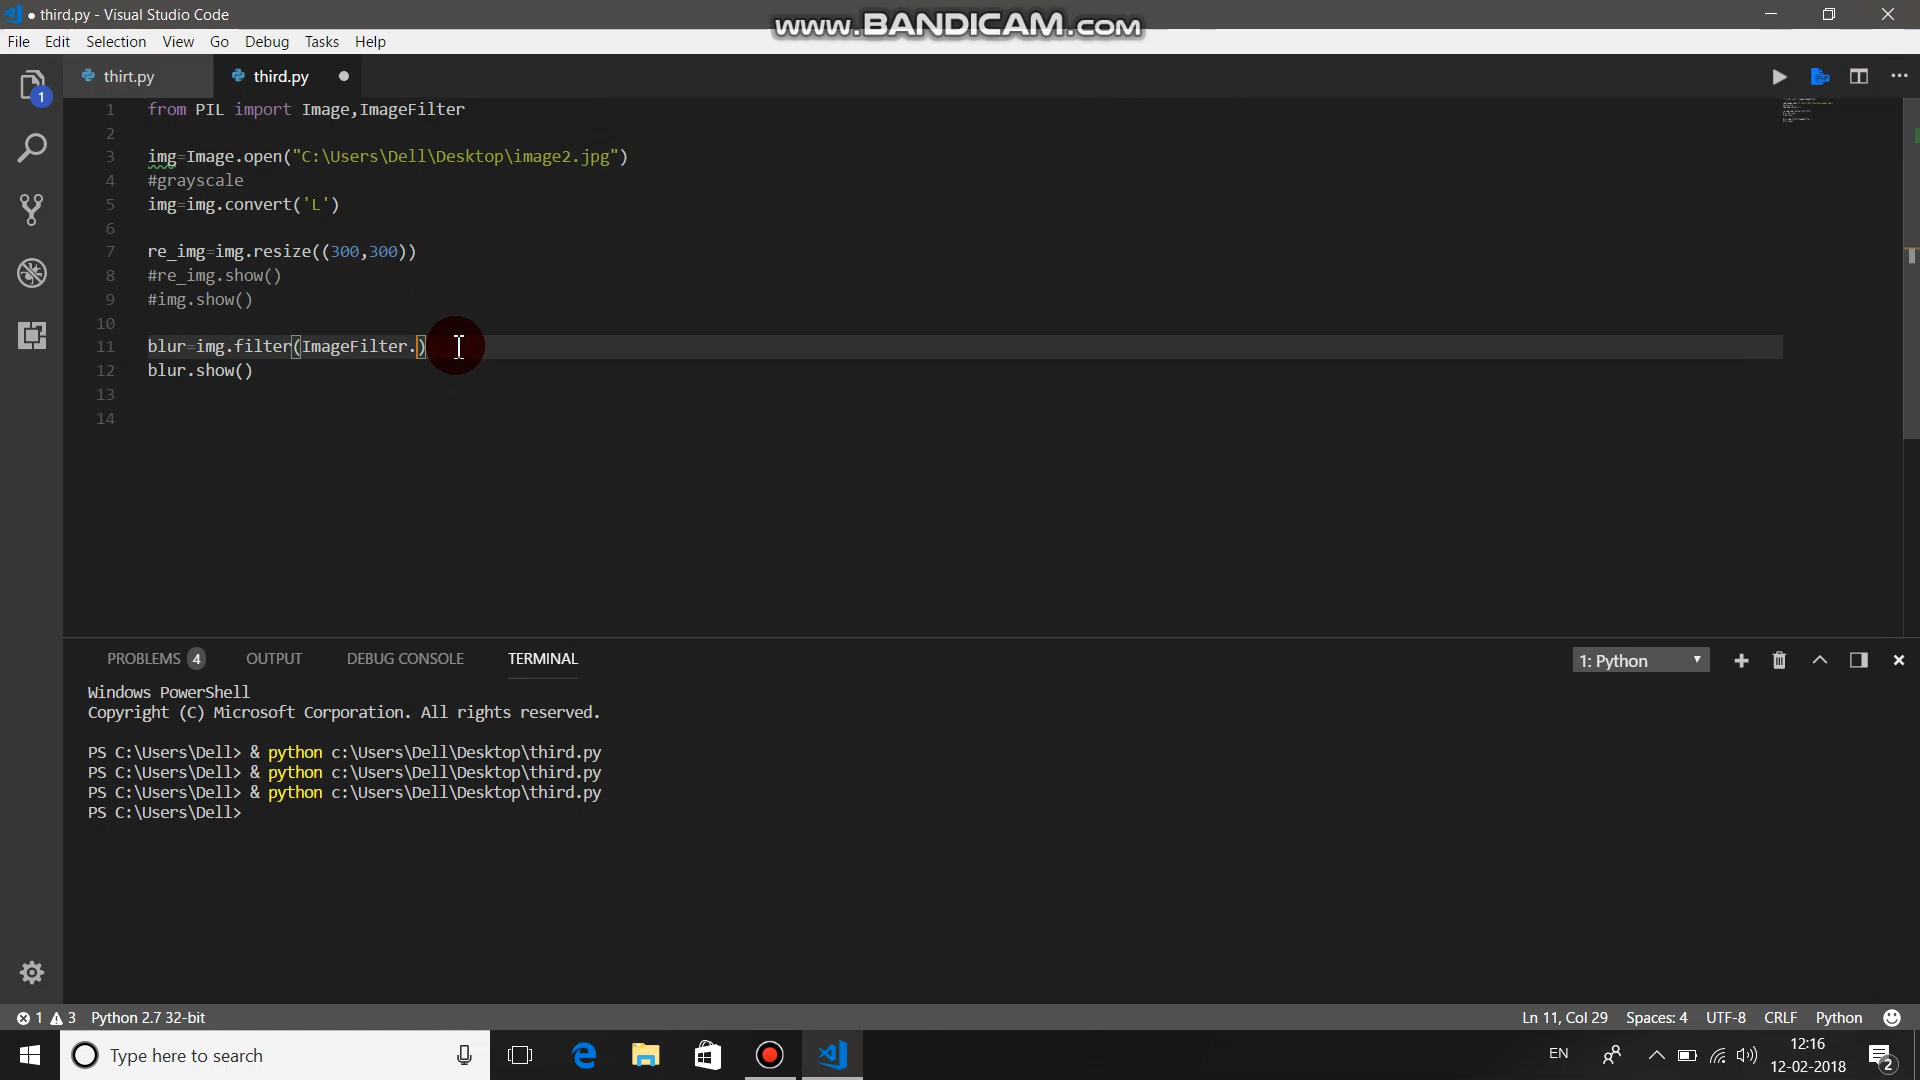 third.py - Visual Studio Code
www.BANDICAM.com
File Edit Selection View Go Debug Tasks Help
thirt.py third.py
1
1 from PIL import Image,ImageFilter
2
3 img=Image.open("C:\Users\Dell\Desktop\image2.jpg")
4 #grayscale
5 img=img.convert('L')
6
7 re_img=img.resize((300,300))
8 #re_img.show()
9 #img.show()
10
11 blur=img.filter(ImageFilter.)
12 blur.show()
13
14
PROBLEMS 4 OUTPUT DEBUG CONSOLE TERMINAL 1: Python
Windows PowerShell
Copyright (C) Microsoft Corporation. All rights reserved.
PS C:\Users\Dell> & python c:\Users\Dell\Desktop\third.py
PS C:\Users\Dell> & python c:\Users\Dell\Desktop\third.py
PS C:\Users\Dell> & python c:\Users\Dell\Desktop\third.py
PS C:\Users\Dell>
1 3 Python 2.7 32-bit Ln 11, Col 29 Spaces: 4 UTF-8 CRLF Python
Type here to search EN 12:16
12-02-2018 2